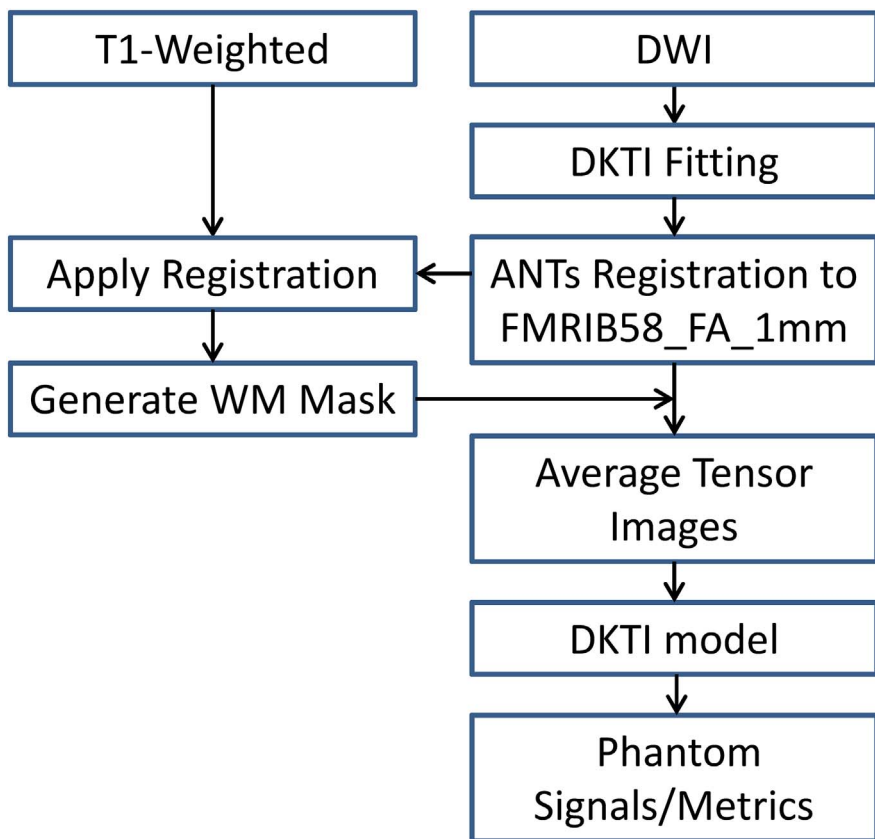 T1-Weighted
DWI
DKTI Fitting
Apply Registration
ANTs Registration to
FMRIB58_FA_1mm
Generate WM Mask
Average Tensor
Images
DKTI model
Phantom
Signals/Metrics